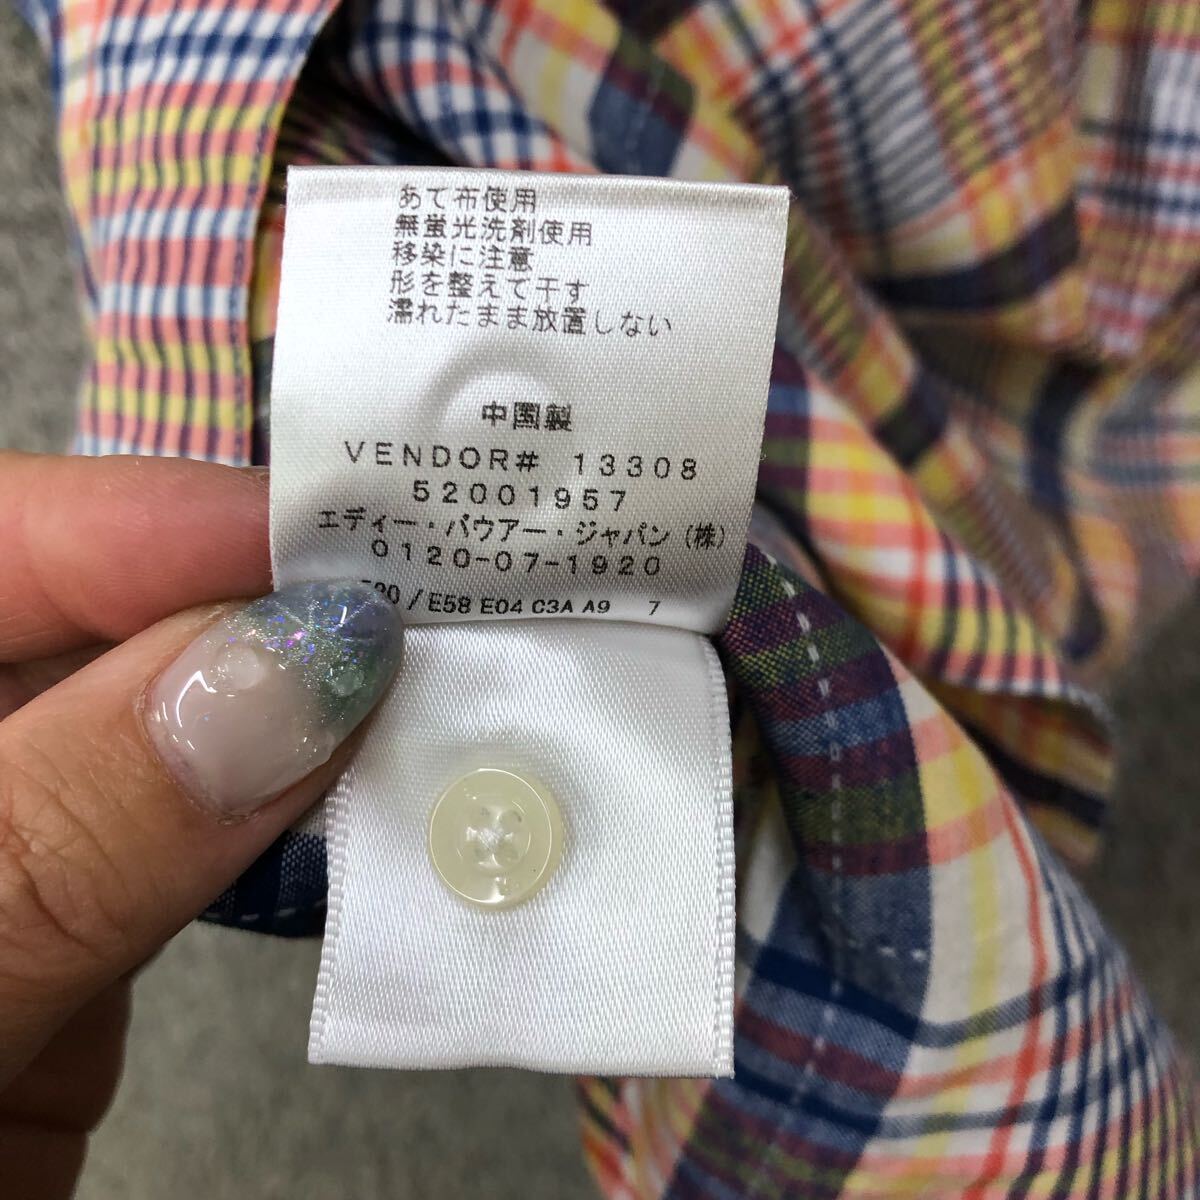 あて布使用
無蛍光洗剤使用
移染に注意
形を整えて干す
濡れたまま放置しない
中国製
VENDOR# 13308
52001957
エディー・バウアー・ジャパン(株)
0120-07-1920
/E58 E04 C3A A9 7